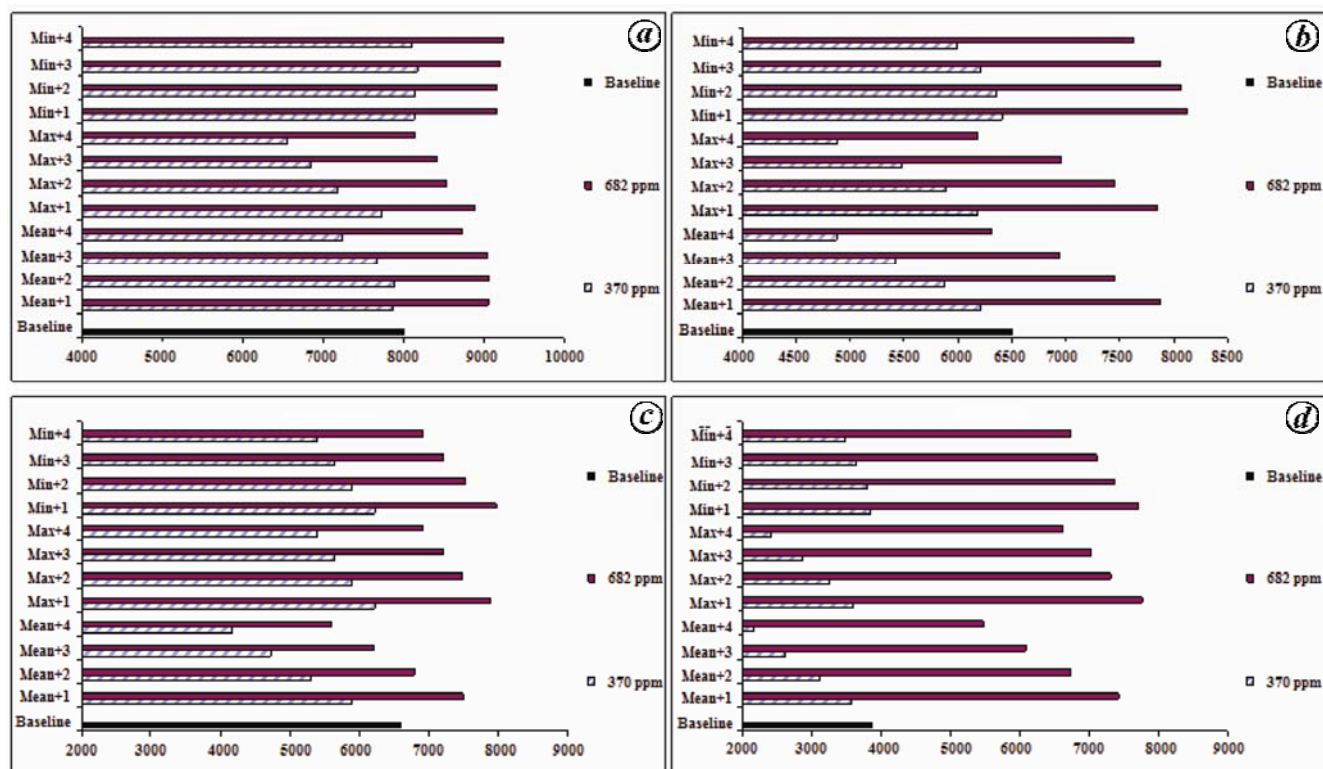 a
Min+4
Min+3
Min+2
Min+1
Max+4
Max+3
Max+2
Max+1
Mean+4
Mean+3
Mean+2
Mean+1
Baseline
4000 5000 6000 7000 8000 9000 10000
Baseline
682 ppm
370 ppm
b
Min+4
Min+3
Min+2
Min+1
Max+4
Max+3
Max+2
Max+1
Mean+4
Mean+3
Mean+2
Mean+1
Baseline
4000 4500 5000 5500 6000 6500 7000 7500 8000 8500
Baseline
682 ppm
370 ppm
c
Min+4
Min+3
Min+2
Min+1
Max+4
Max+3
Max+2
Max+1
Mean+4
Mean+3
Mean+2
Mean+1
Baseline
2000 3000 4000 5000 6000 7000 8000 9000
Baseline
682 ppm
370 ppm
d
Min+4
Min+3
Min+2
Min+1
Max+4
Max+3
Max+2
Max+1
Mean+4
Mean+3
Mean+2
Mean+1
Baseline
2000 3000 4000 5000 6000 7000 8000 9000
Baseline
682 ppm
370 ppm